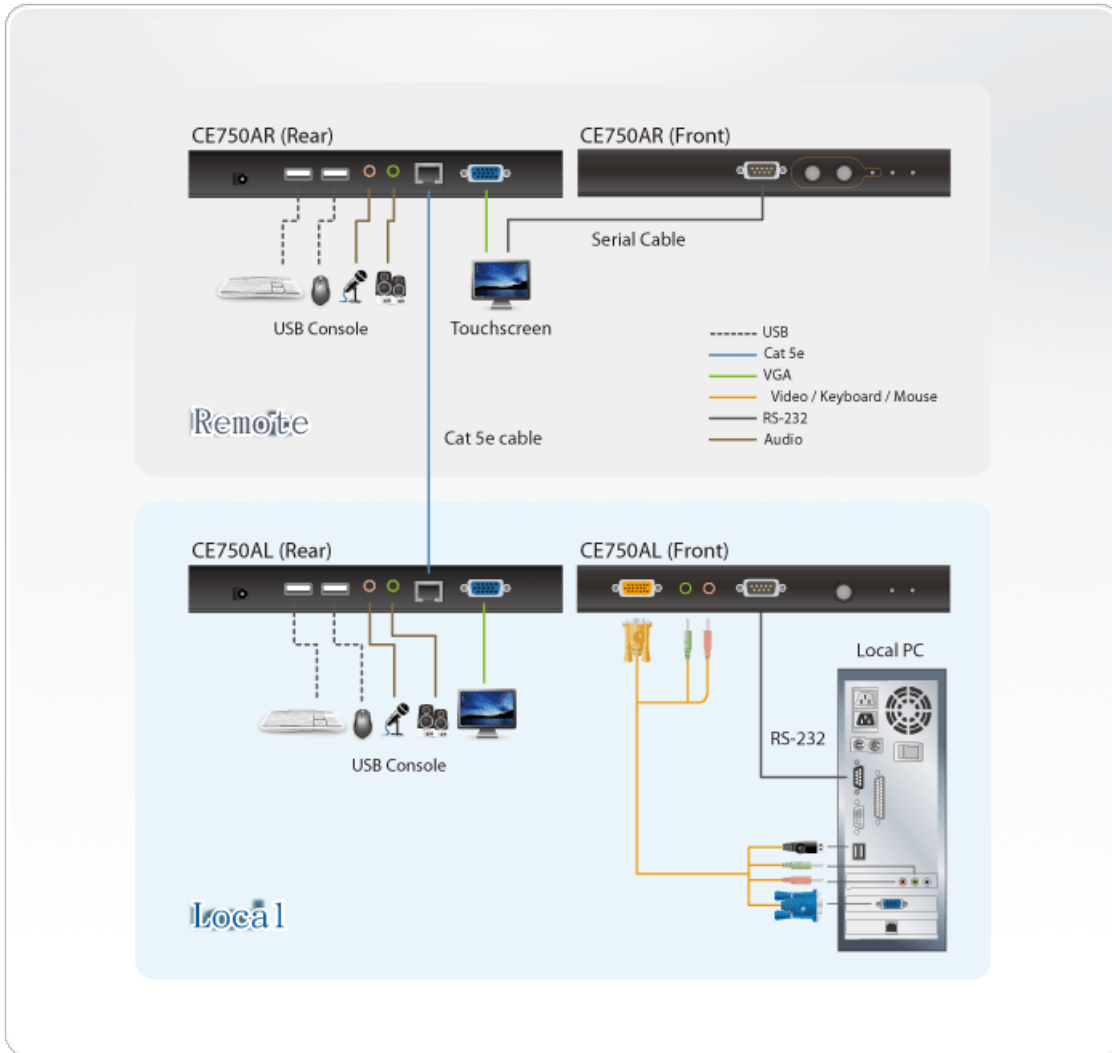 CE750AR (Rear)
CE750AR (Front)
Serial Cable
USB Console
Touchscreen
USB
Cat 5e
VGA
Video / Keyboard / Mouse
RS-232
Audio
Remote
Cat 5e cable
CE750AL (Rear)
CE750AL (Front)
Local PC
RS-232
USB Console
Local